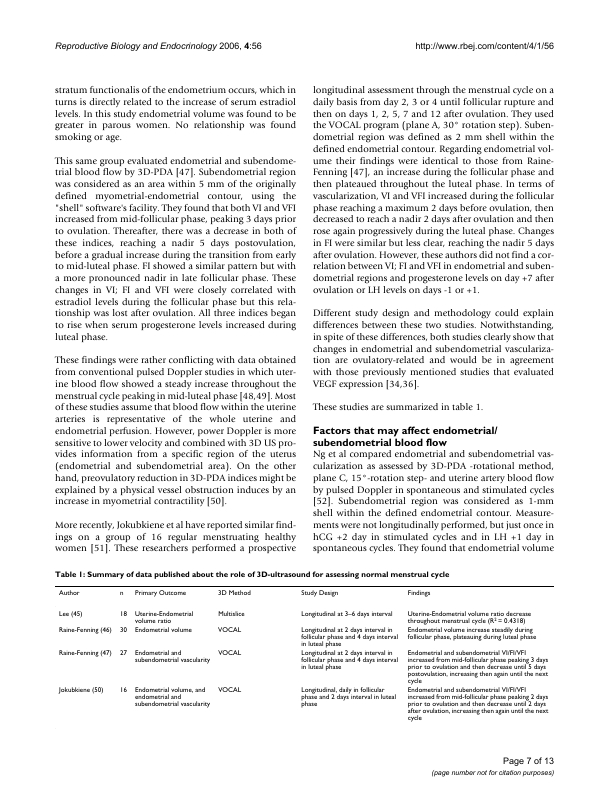 Reproductive Biology and Endocrinology 2006, 4:56
http://www.rbej.com/content/4/1/56
stratum functionalis of the endometrium occurs, which in
turns is directly related to the increase of serum estradiol
levels. In this study endometrial volume was found to be
greater in parous women. No relationship was found
smoking or age.
This same group evaluated endometrial and subendome-
trial blood flow by 3D-PDA [47]. Subendometrial region
was considered as an area within 5 mm of the originally
defined myometrial-endometrial contour, using the
"shell" software's facility. They found that both VI and VFI
increased from mid-follicular phase, peaking 3 days prior
to ovulation. Thereafter, there was a decrease in both of
these indices, reaching a nadir 5 days postovulation,
before a gradual increase during the transition from early
to mid-luteal phase. FI showed a similar pattern but with
a more pronounced nadir in late follicular phase. These
changes in VI; FI and VFI were closely correlated with
estradiol levels during the follicular phase but this rela-
tionship was lost after ovulation. All three indices began
to rise when serum progesterone levels increased during
luteal phase.
These findings were rather conflicting with data obtained
from conventional pulsed Doppler studies in which uter-
ine blood flow showed a steady increase throughout the
menstrual cycle peaking in mid-luteal phase [48,49]. Most
of these studies assume that blood flow within the uterine
arteries is representative of the whole uterine and
endometrial perfusion. However, power Doppler is more
sensitive to lower velocity and combined with 3D US pro-
vides information from a specific region of the uterus
(endometrial and subendometrial area). On the other
hand, preovulatory reduction in 3D-PDA indices might be
explained by a physical vessel obstruction induces by an
increase in myometrial contractility [50].
More recently, Jokubkiene et al have reported similar find-
ings on a group of 16 regular menstruating healthy
women [51]. These researchers performed a prospective
longitudinal assessment through the menstrual cycle on a
daily basis from day 2, 3 or 4 until follicular rupture and
then on days 1, 2, 5, 7 and 12 after ovulation. They used
the VOCAL program (plane A, 30° rotation step). Suben-
dometrial region was defined as 2 mm shell within the
defined endometrial contour. Regarding endometrial vol-
ume their findings were identical to those from Raine-
Fenning [47], an increase during the follicular phase and
then plateaued throughout the luteal phase. In terms of
vascularization, VI and VFI increased during the follicular
phase reaching a maximum 2 days before ovulation, then
decreased to reach a nadir 2 days after ovulation and then
rose again progressively during the luteal phase. Changes
in FI were similar but less clear, reaching the nadir 5 days
after ovulation. However, these authors did not find a cor-
relation between VI; FI and VFI in endometrial and suben-
dometrial regions and progesterone levels on day +7 after
ovulation or LH levels on days -1 or +1.
Different study design and methodology could explain
differences between these two studies. Notwithstanding,
in spite of these differences, both studies clearly show that
changes in endometrial and subendometrial vasculariza-
tion are ovulatory-related and would be in agreement
with those previously mentioned studies that evaluated
VEGF expression [34,36].
These studies are summarized in table 1.
Factors that may affect endometrial/
subendometrial blood flow
Ng et al compared endometrial and subendometrial vas-
cularization as assessed by 3D-PDA -rotational method,
plane C, 15°-rotation step- and uterine artery blood flow
by pulsed Doppler in spontaneous and stimulated cycles
[52]. Subendometrial region was considered as 1-mm
shell within the defined endometrial contour. Measure-
ments were not longitudinally performed, but just once in
hCG +2 day in stimulated cycles and in LH +1 day in
spontaneous cycles. They found that endometrial volume
Table 1: Summary of data published about the role of 3D-ultrasound for assessing normal menstrual cycle
Author n Primary Outcome 3D Method Study Design Findings
Lee (45) 18 Uterine-Endometrial Multislice Longitudinal at 3–6 days interval Uterine-Endometrial volume ratio decrease
volume ratio throughout menstrual cycle (R² = 0.4318)
Raine-Fenning (46) 30 Endometrial volume VOCAL Longitudinal at 2 days interval in Endometrial volume increase steadily during
follicular phase and 4 days interval follicular phase, plateauing during luteal phase
in luteal phase
Raine-Fenning (47) 27 Endometrial and VOCAL Longitudinal at 2 days interval in Endometrial and subendometrial VI/FI/VFI
subendometrial vascularity follicular phase and 4 days interval increased from mid-follicular phase peaking 3 days
in luteal phase prior to ovulation and then decrease until 5 days
postovulation, increasing then again until the next
cycle
Jokubkiene (50) 16 Endometrial volume, and VOCAL Longitudinal, daily in follicular Endometrial and subendometrial VI/FI/VFI
endometrial and phase and 2 days interval in luteal increased from mid-follicular phase peaking 2 days
subendometrial vascularity phase prior to ovulation and then decrease until 2 days
after ovulation, increasing then again until the next
cycle
Page 7 of 13
(page number not for citation purposes)